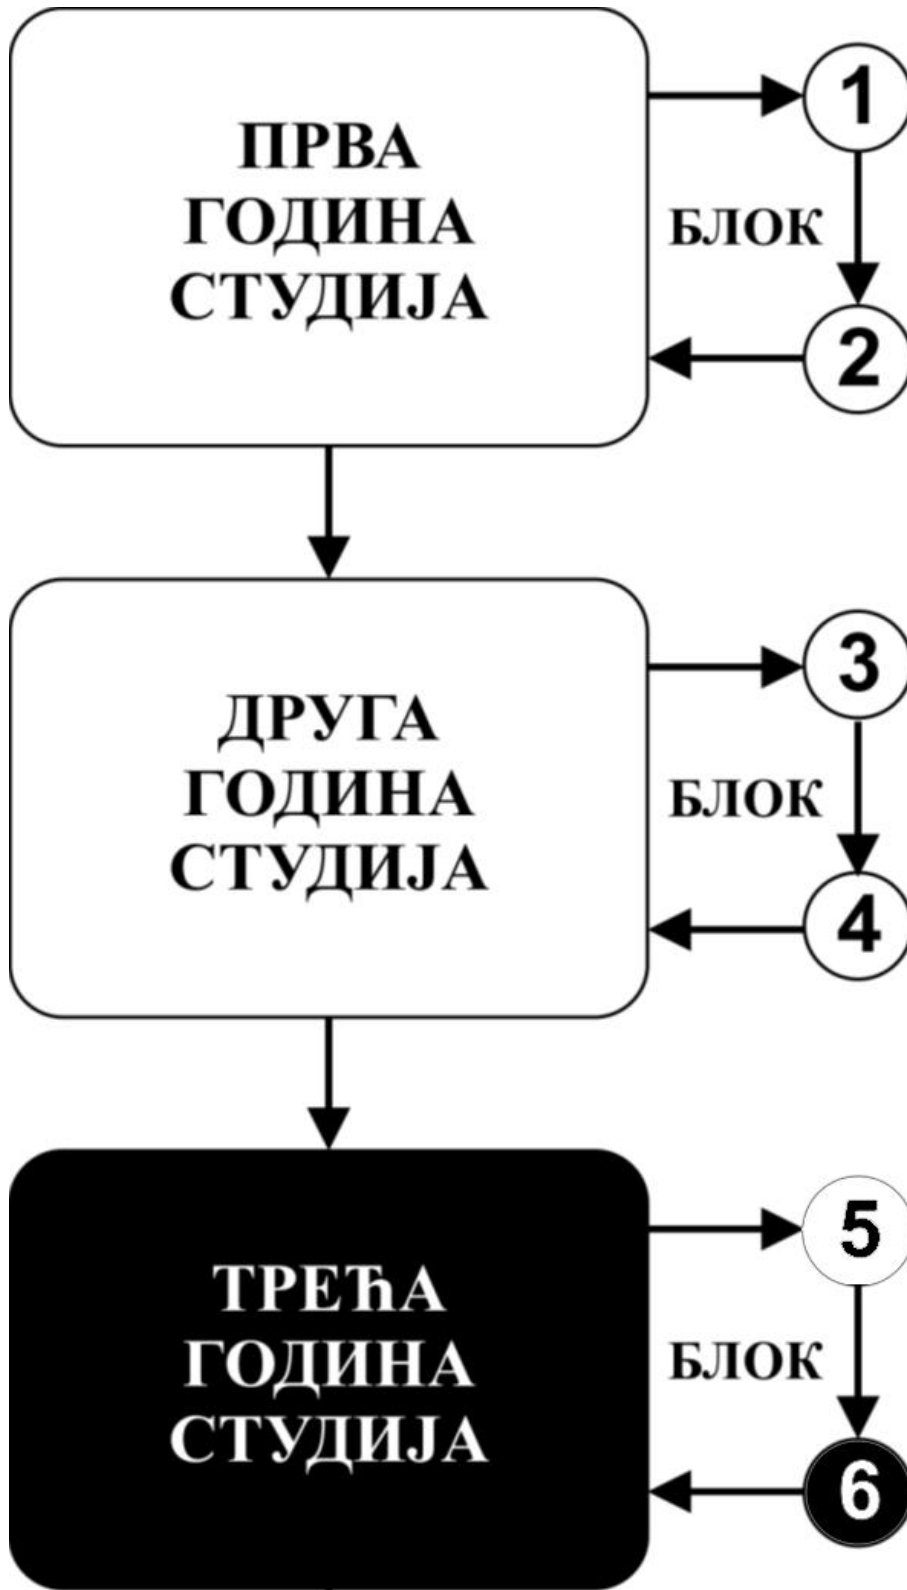 ПРВА
ГОДИНА
СТУДИЈА
1
БЛОК
2
ДРУГА
ГОДИНА
СТУДИЈА
3
БЛОК
4
ТРЕЋА
ГОДИНА
СТУДИЈА
5
БЛОК
6